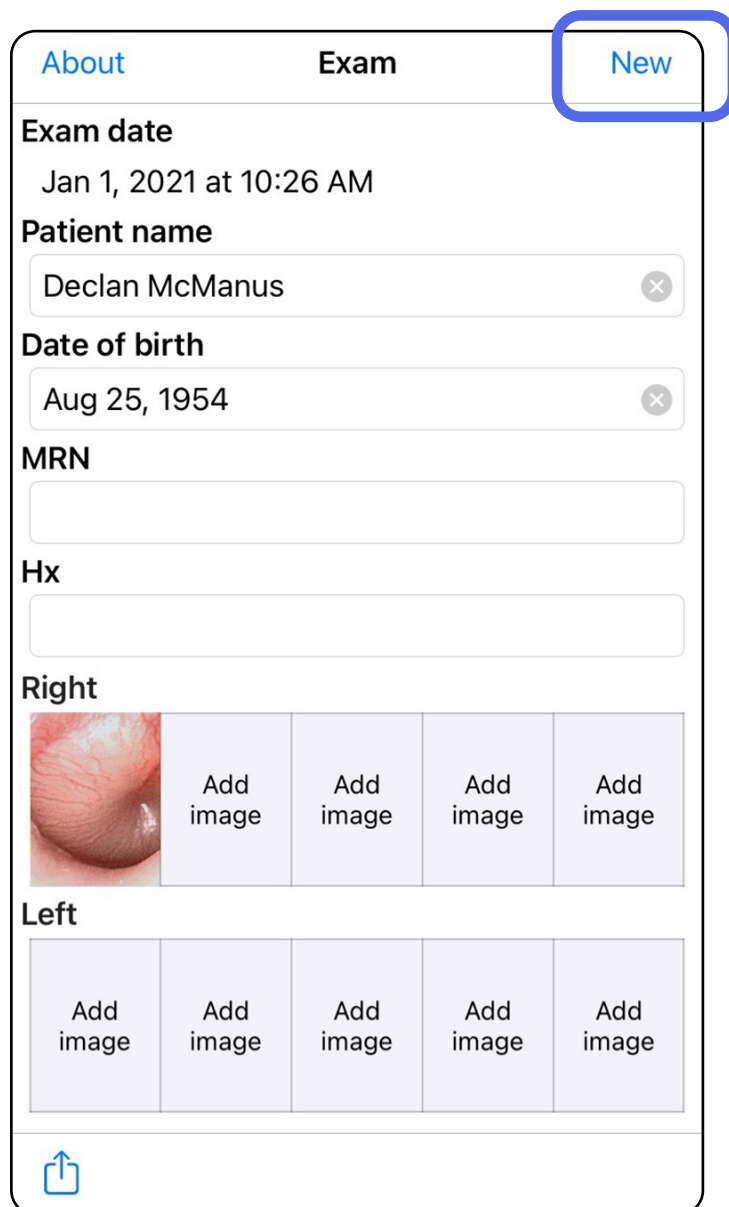 About Exam New
Exam date
Jan 1, 2021 at 10:26 AM
Patient name
Declan McManus
Date of birth
Aug 25, 1954
MRN
Hx
Right
Add image
Add image
Add image
Add image
Left
Add image
Add image
Add image
Add image
Add image